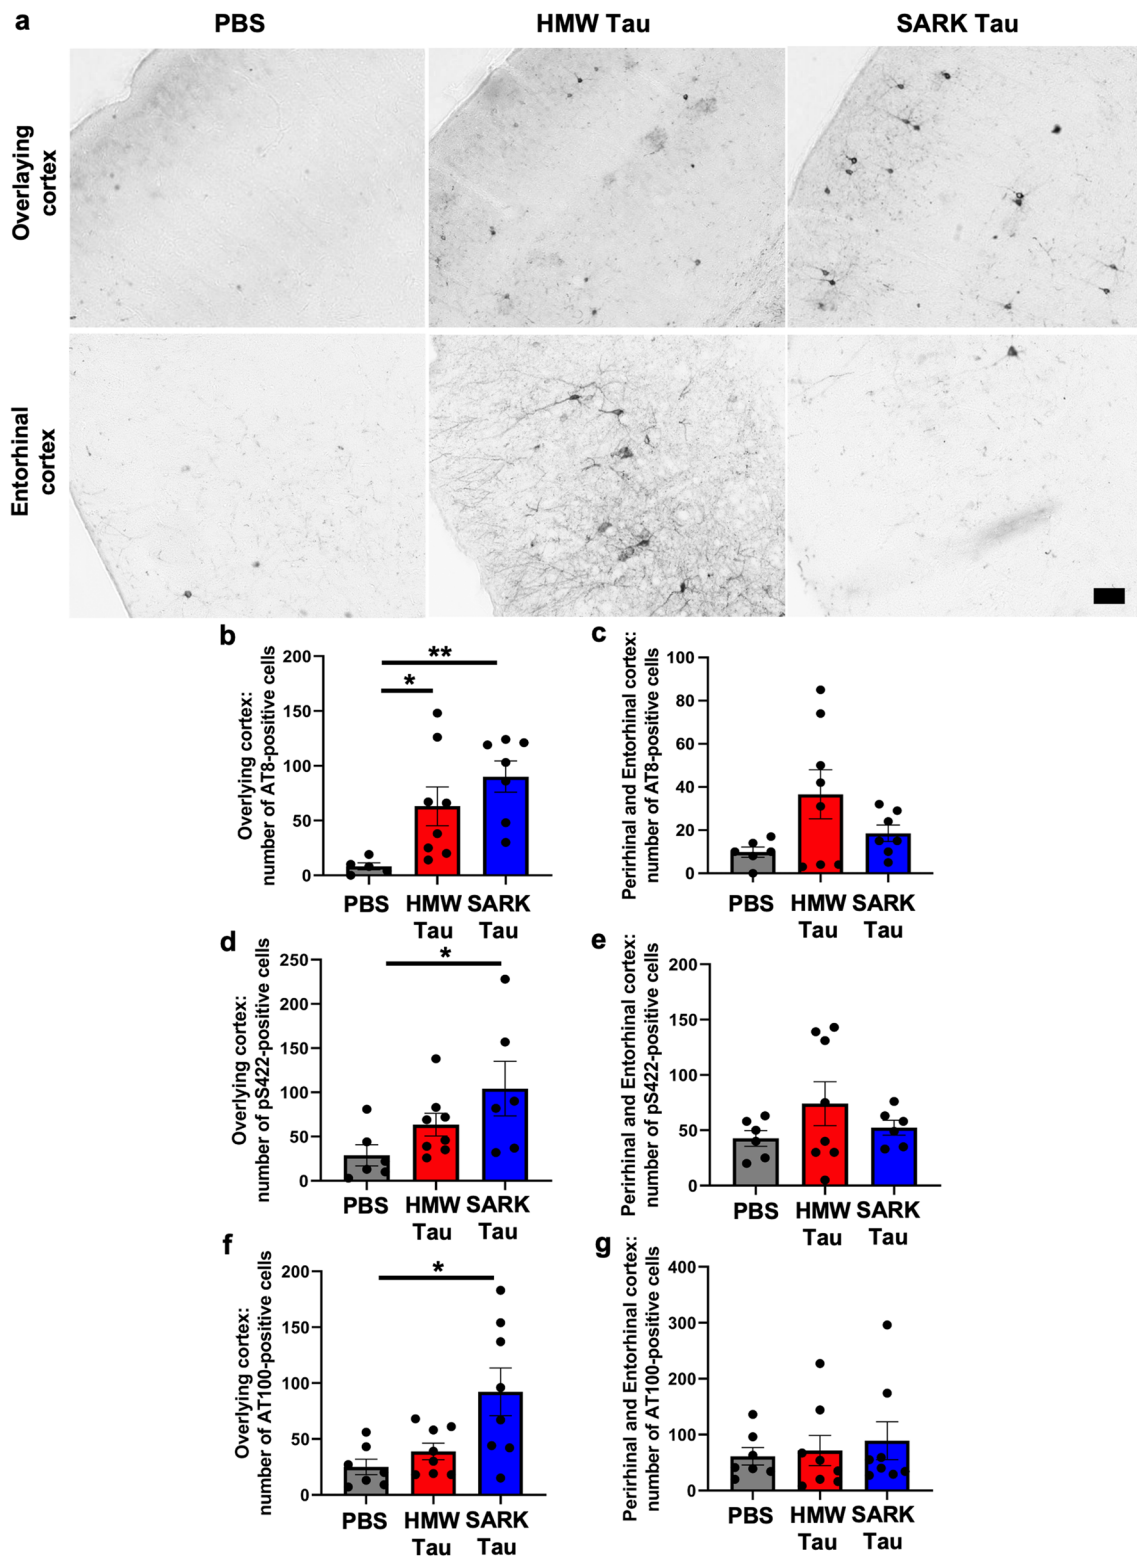 a
PBS
HMW Tau
SARK Tau
Overlaying
cortex
Entorhinal
cortex
b
Overlying cortex:
number of AT8-positive cells
200
150
100
50
0
**
*
PBS
HMW
Tau
SARK
Tau
c
Perirhinal and Entorhinal cortex:
number of AT8-positive cells
100
80
60
40
20
0
PBS
HMW
Tau
SARK
Tau
d
Overlying cortex:
number of pS422-positive cells
250
200
150
100
50
0
*
PBS
HMW
Tau
SARK
Tau
e
Perirhinal and Entorhinal cortex:
number of pS422-positive cells
200
150
100
50
0
PBS
HMW
Tau
SARK
Tau
f
Overlying cortex:
number of AT100-positive cells
200
150
100
50
0
*
PBS
HMW
Tau
SARK
Tau
g
Perirhinal and Entorhinal cortex:
number of AT100-positive cells
400
300
200
100
0
PBS
HMW
Tau
SARK
Tau